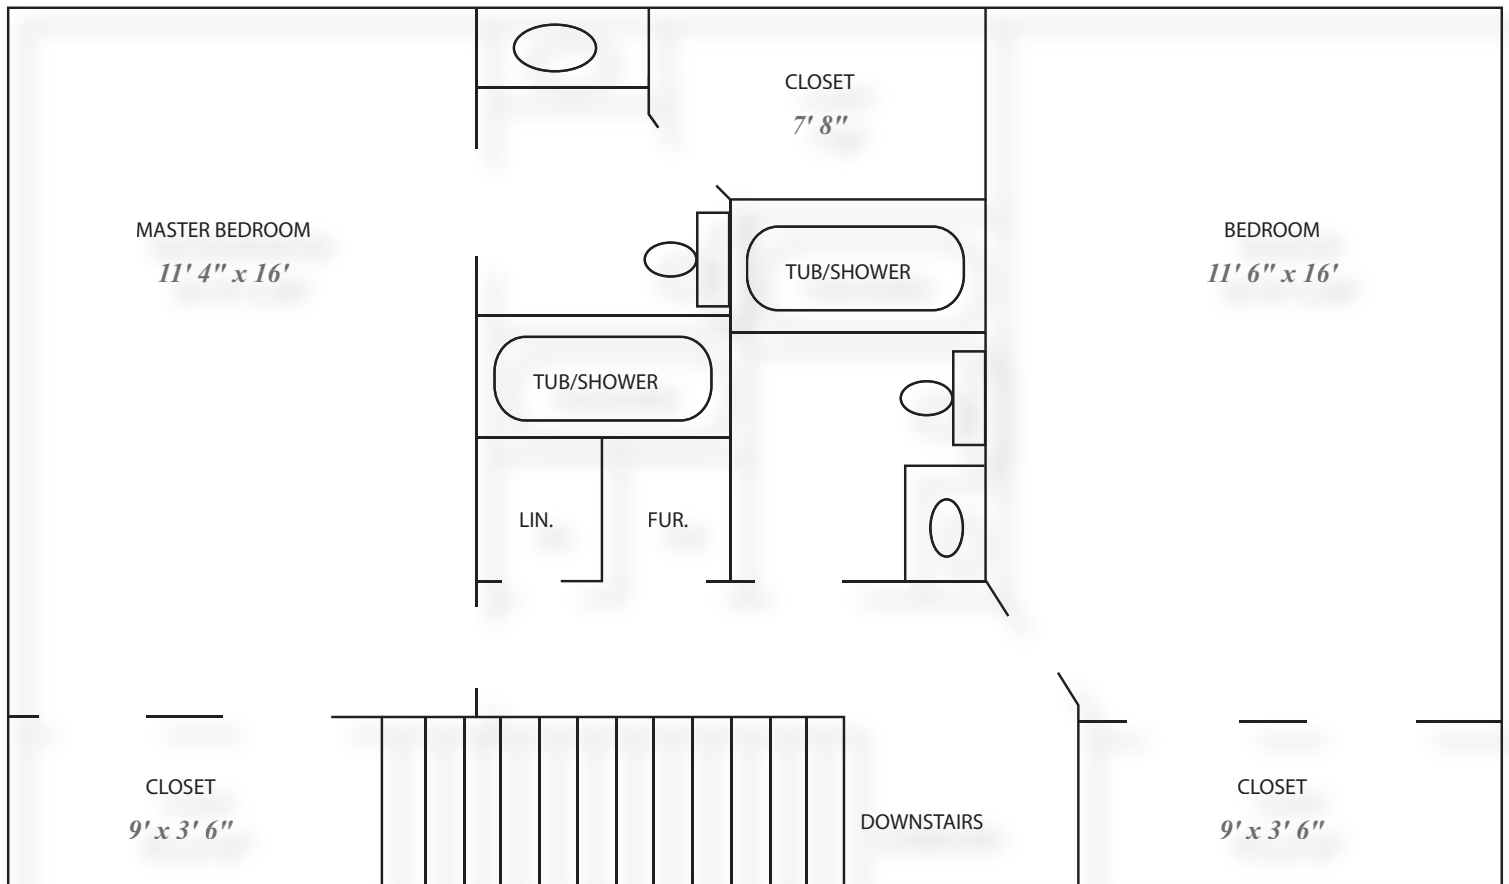 CLOSET
7' 8"
MASTER BEDROOM
11' 4" x 16'
BEDROOM
11' 6" x 16'
TUB/SHOWER
TUB/SHOWER
LIN.
FUR.
CLOSET
9' x 3' 6"
DOWNSTAIRS
CLOSET
9' x 3' 6"